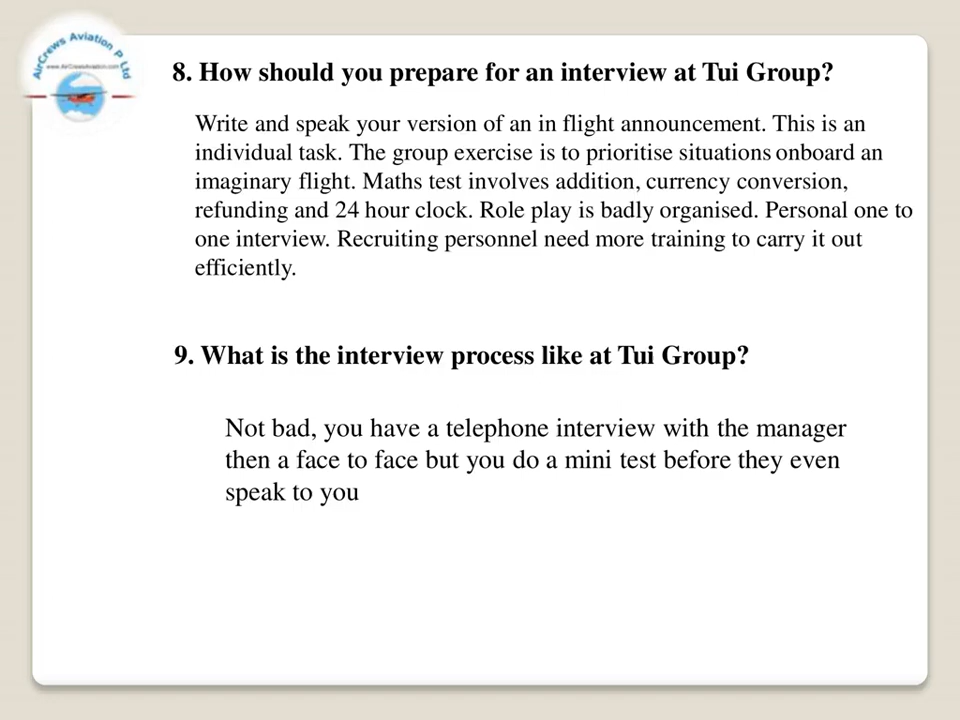 AirCrews Aviation P Ltd
www.AirCrewsAviation.com
8. How should you prepare for an interview at Tui Group?
Write and speak your version of an in flight announcement. This is an
individual task. The group exercise is to prioritise situations onboard an
imaginary flight. Maths test involves addition, currency conversion,
refunding and 24 hour clock. Role play is badly organised. Personal one to
one interview. Recruiting personnel need more training to carry it out
efficiently.
9. What is the interview process like at Tui Group?
Not bad, you have a telephone interview with the manager
then a face to face but you do a mini test before they even
speak to you